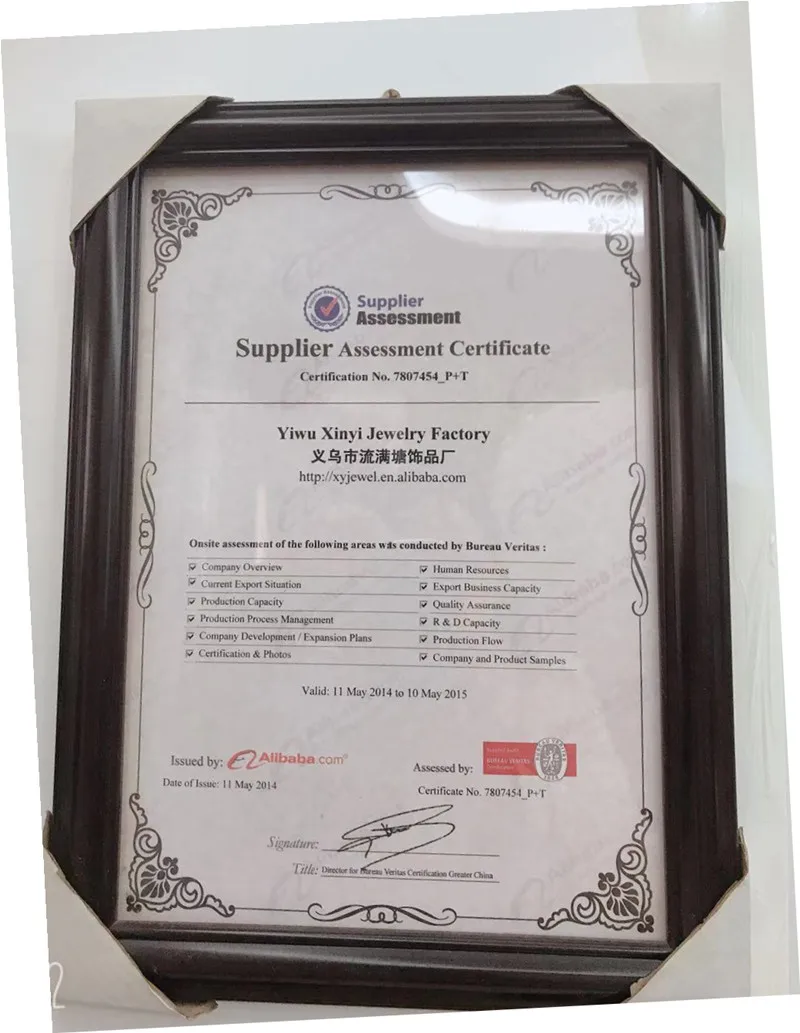 Supplier
Assessment
Supplier Assessment Certificate
Certification No. 7807454_P+T
Yiwu Xinyi Jewelry Factory
义乌市流满塘饰品厂
http://xyjewel.en.alibaba.com
Onsite assessment of the following areas was conducted by Bureau Veritas :
Company Overview
Human Resources
Current Export Situation
Export Business Capacity
Production Capacity
Quality Assurance
Production Process Management
R & D Capacity
Company Development / Expansion Plans
Production Flow
Certification & Photos
Company and Product Samples
Valid: 11 May 2014 to 10 May 2015
Issued by: Alibaba.com®
Assessed by:
BUREAU VERITAS
Date of Issue: 11 May 2014
Certificate No. 7807454_P+T
Signature:
Title: Director for Bureau Veritas Certification Greater China